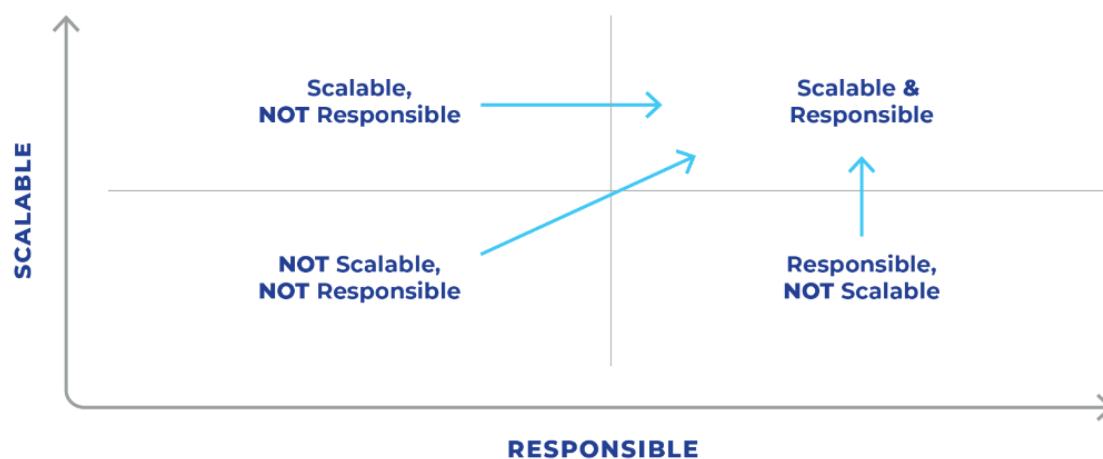 Scalable,
NOT Responsible
Scalable &
Responsible
SCALABLE
NOT Scalable,
NOT Responsible
Responsible,
NOT Scalable
RESPONSIBLE